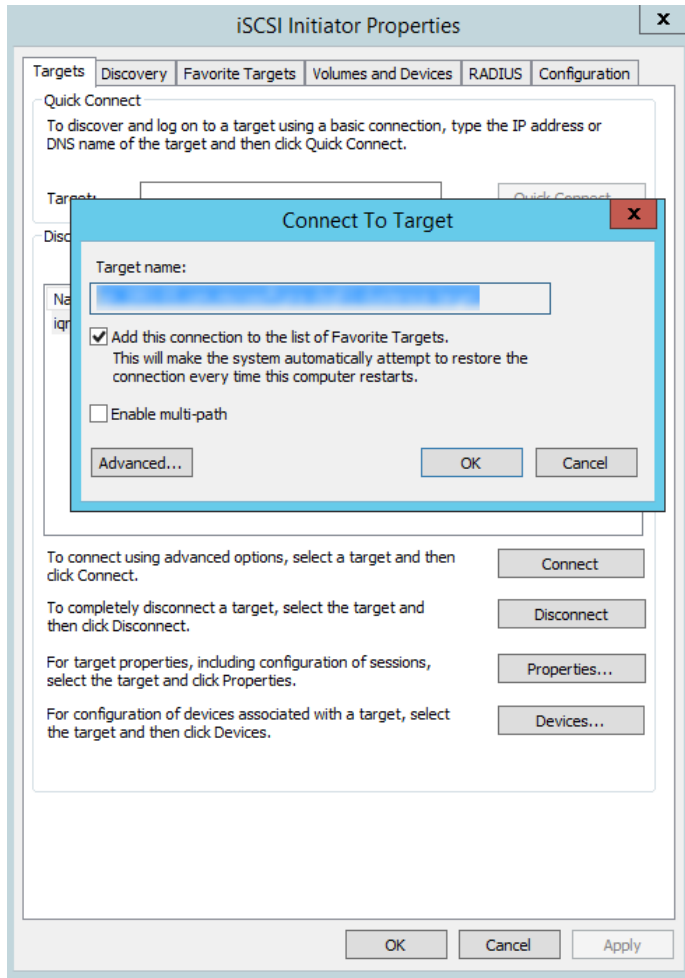 iSCSI Initiator Properties
x
Targets Discovery Favorite Targets Volumes and Devices RADIUS Configuration
Quick Connect
To discover and log on to a target using a basic connection, type the IP address or
DNS name of the target and then click Quick Connect.
Target: Quick Connect...
Connect To Target
x
Disc
Target name:
Na
iqn
Add this connection to the list of Favorite Targets.
This will make the system automatically attempt to restore the
connection every time this computer restarts.
Enable multi-path
Advanced... OK Cancel
To connect using advanced options, select a target and then
click Connect.
Connect
To completely disconnect a target, select the target and
then click Disconnect.
Disconnect
For target properties, including configuration of sessions,
select the target and click Properties.
Properties...
For configuration of devices associated with a target, select
the target and then click Devices.
Devices...
OK Cancel Apply